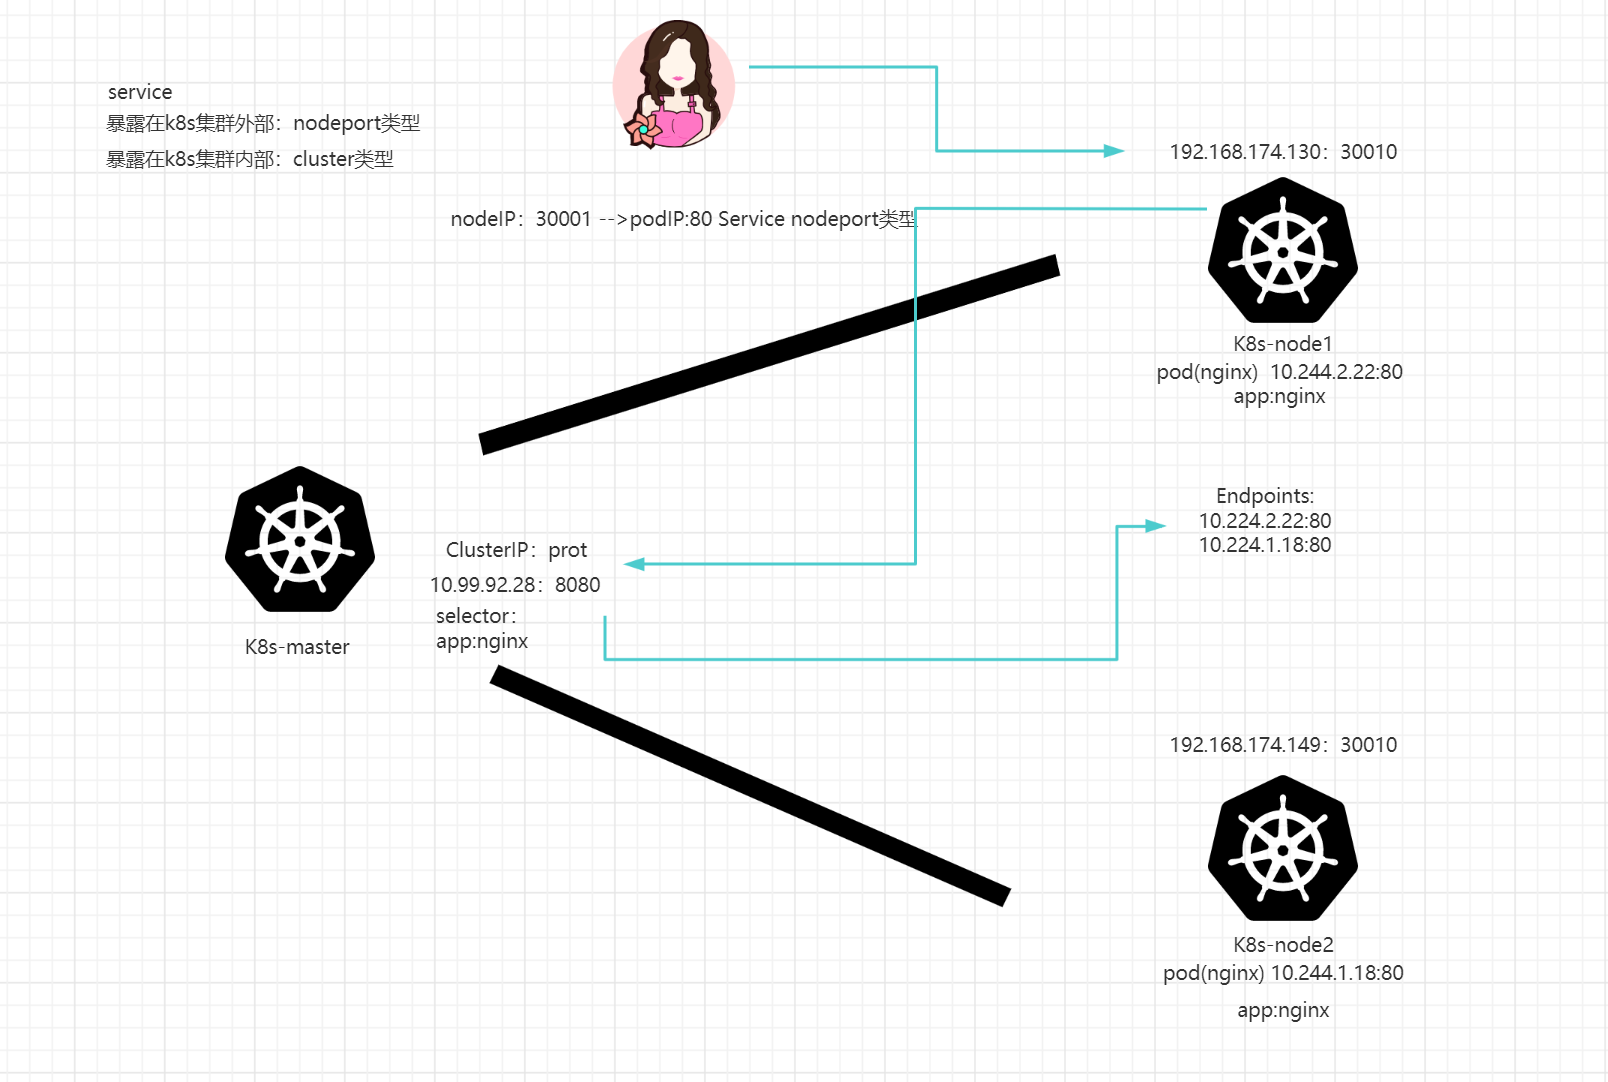 service
暴露在k8s集群外部：nodeport类型
暴露在k8s集群内部：cluster类型
192.168.174.130：30010
nodeIP：30001 -->podIP:80 Service nodeport类型
K8s-node1
pod(nginx)  10.244.2.22:80
app:nginx
Endpoints:
10.224.2.22:80
10.224.1.18:80
ClusterIP：prot
10.99.92.28：8080
selector：
app:nginx
K8s-master
192.168.174.149：30010
K8s-node2
pod(nginx) 10.244.1.18:80
app:nginx